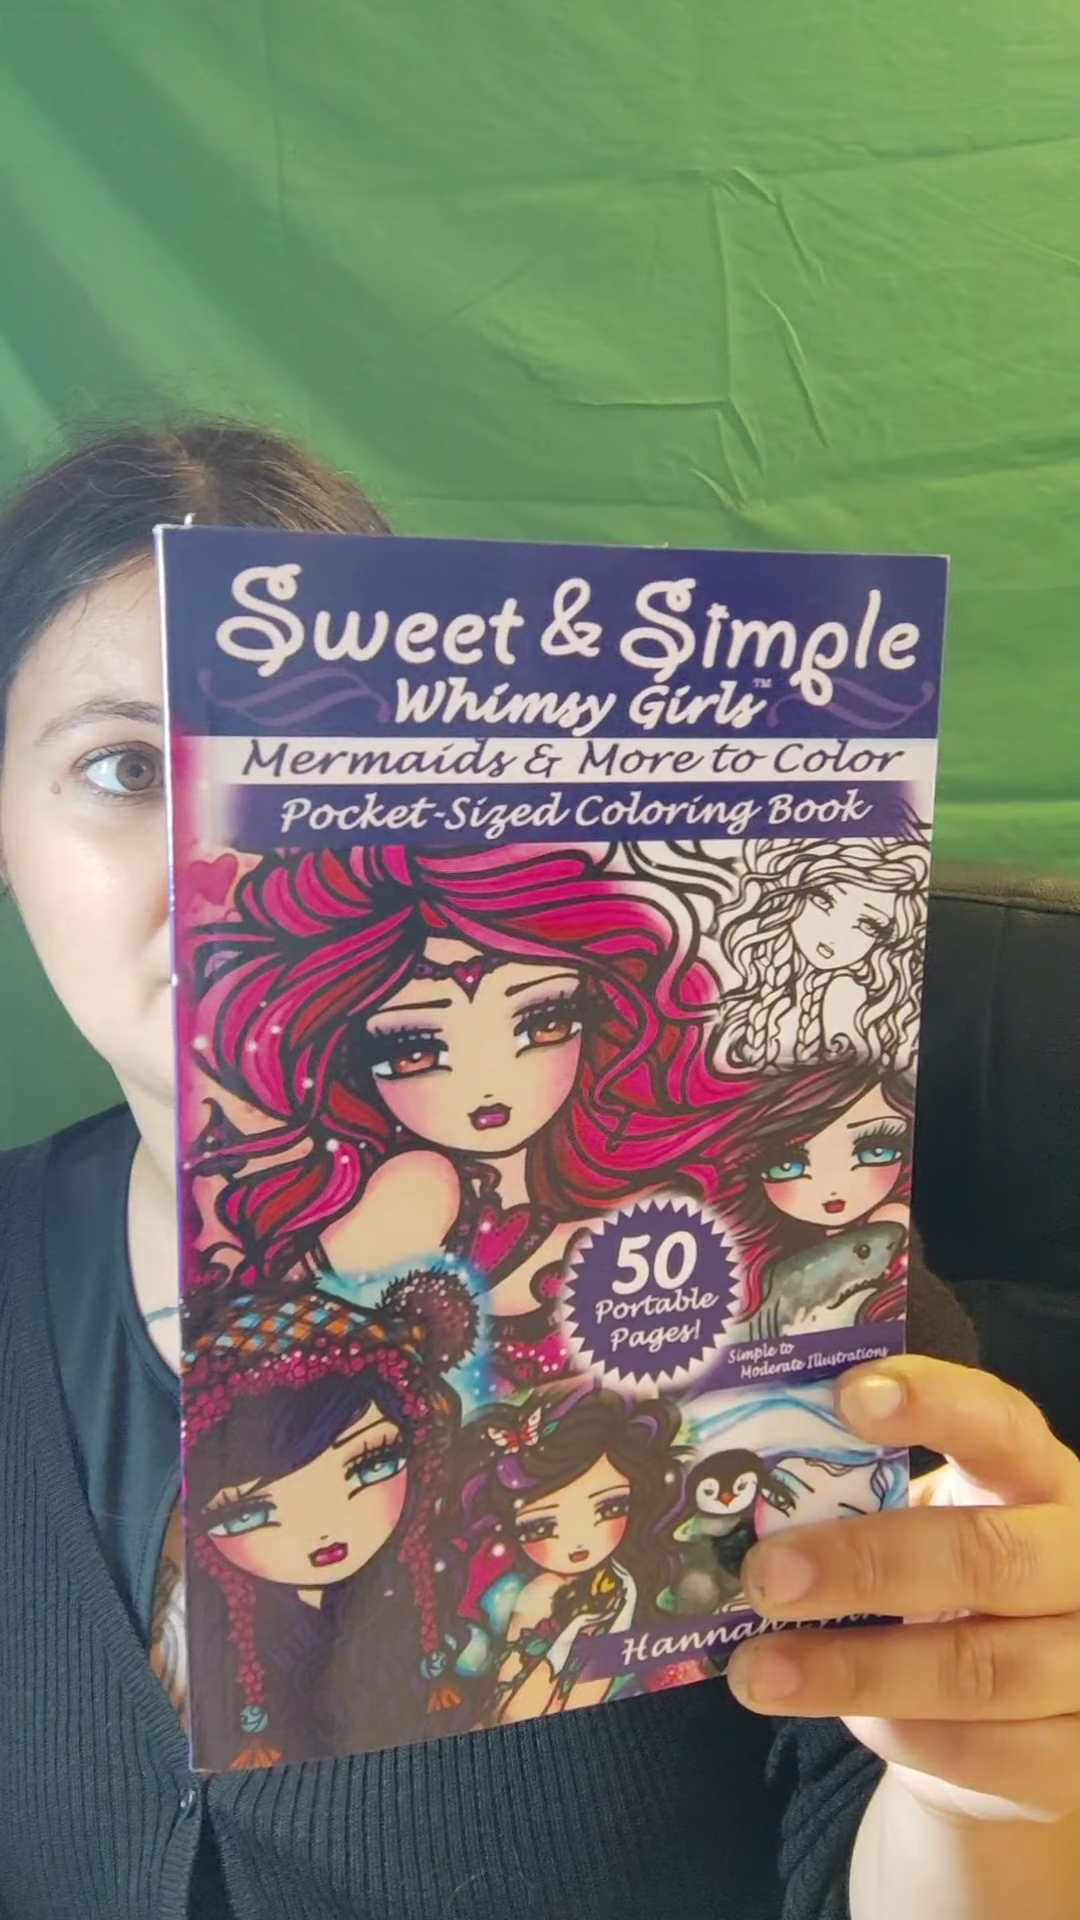 Sweet & Simple
Whimsy Girls™
Mermaids & More to Color
Pocket-Sized Coloring Book
50
Portable
Pages!
Simple to
Moderate Illustrations
Hannah